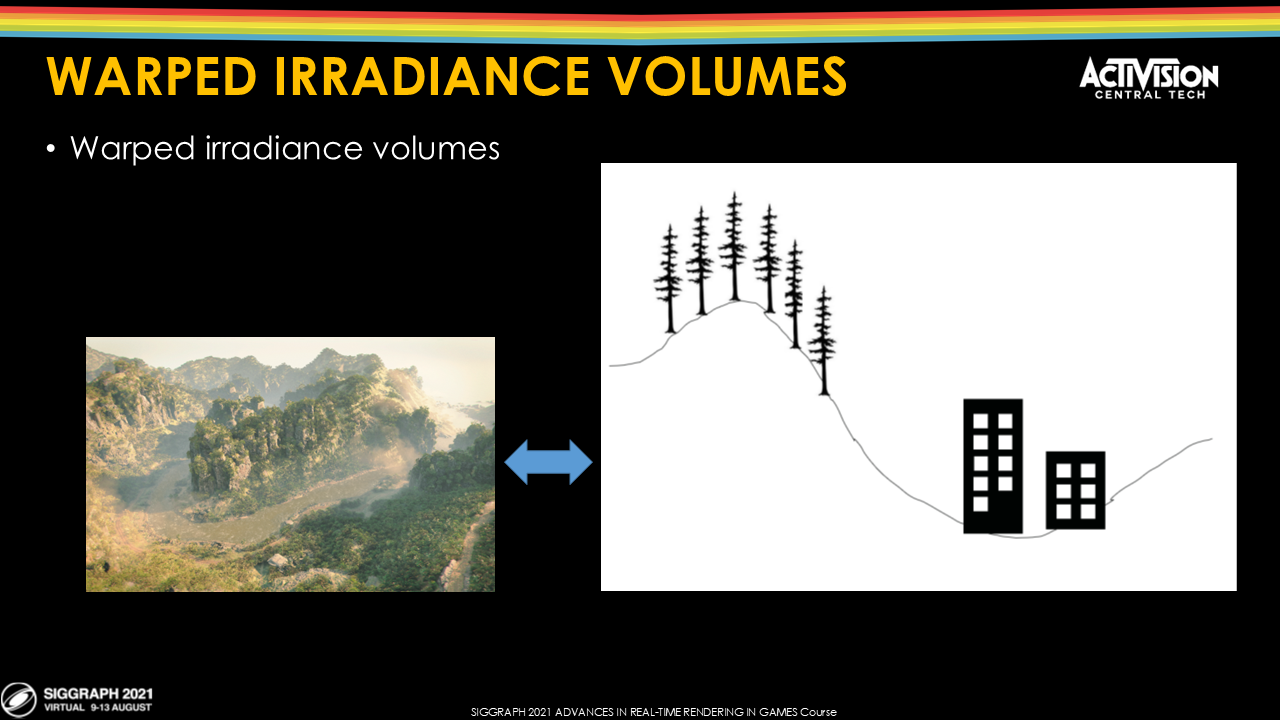 WARPED IRRADIANCE VOLUMES
ACTIVISION
CENTRAL TECH
• Warped irradiance volumes
SIGGRAPH 2021
VIRTUAL 9-13 AUGUST
SIGGRAPH 2021 ADVANCES IN REAL-TIME RENDERING IN GAMES Course